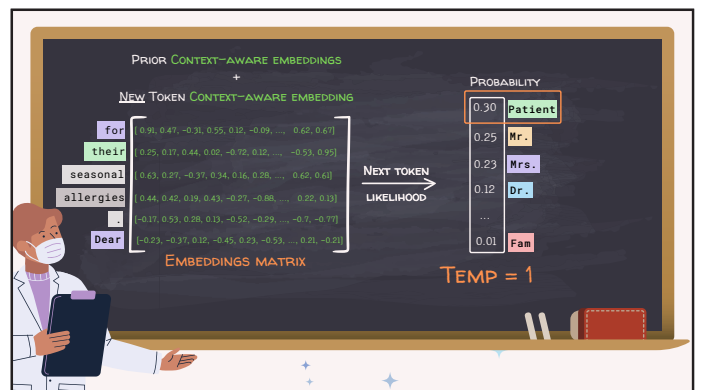 Prior Context-aware embeddings
+
New Token Context-aware embedding
for [ 0.91, 0.47, -0.31, 0.55, 0.12, -0.09, ..., 0.62, 0.67]
their [ 0.25, 0.17, 0.44, 0.02, -0.72, 0.12, ..., -0.53, 0.95]
seasonal [ 0.63, 0.27, -0.37, 0.34, 0.16, 0.28, ..., 0.62, 0.61]
allergies [ 0.44, 0.42, 0.19, 0.43, -0.27, -0.88, ..., 0.22, 0.13]
. [-0.17, 0.53, 0.28, 0.13, -0.52, -0.29, ..., -0.7, -0.77]
Dear [-0.23, -0.37, 0.12, -0.45, 0.23, -0.53, ..., 0.21, -0.21]
Embeddings matrix
Next token
likelihood
Probability
0.30 Patient
0.25 Mr.
0.23 Mrs.
0.12 Dr.
...
0.01 Fam
Temp = 1